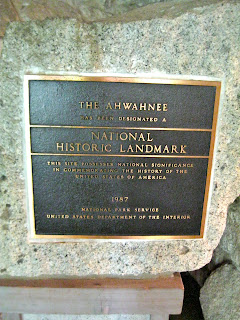 THE AHWAHNEE
HAS BEEN DESIGNATED A
NATIONAL
HISTORIC LANDMARK
THIS SITE POSSESSES NATIONAL SIGNIFICANCE
IN COMMEMORATING THE HISTORY OF THE
UNITED STATES OF AMERICA
1987
NATIONAL PARK SERVICE
UNITED STATES DEPARTMENT OF THE INTERIOR